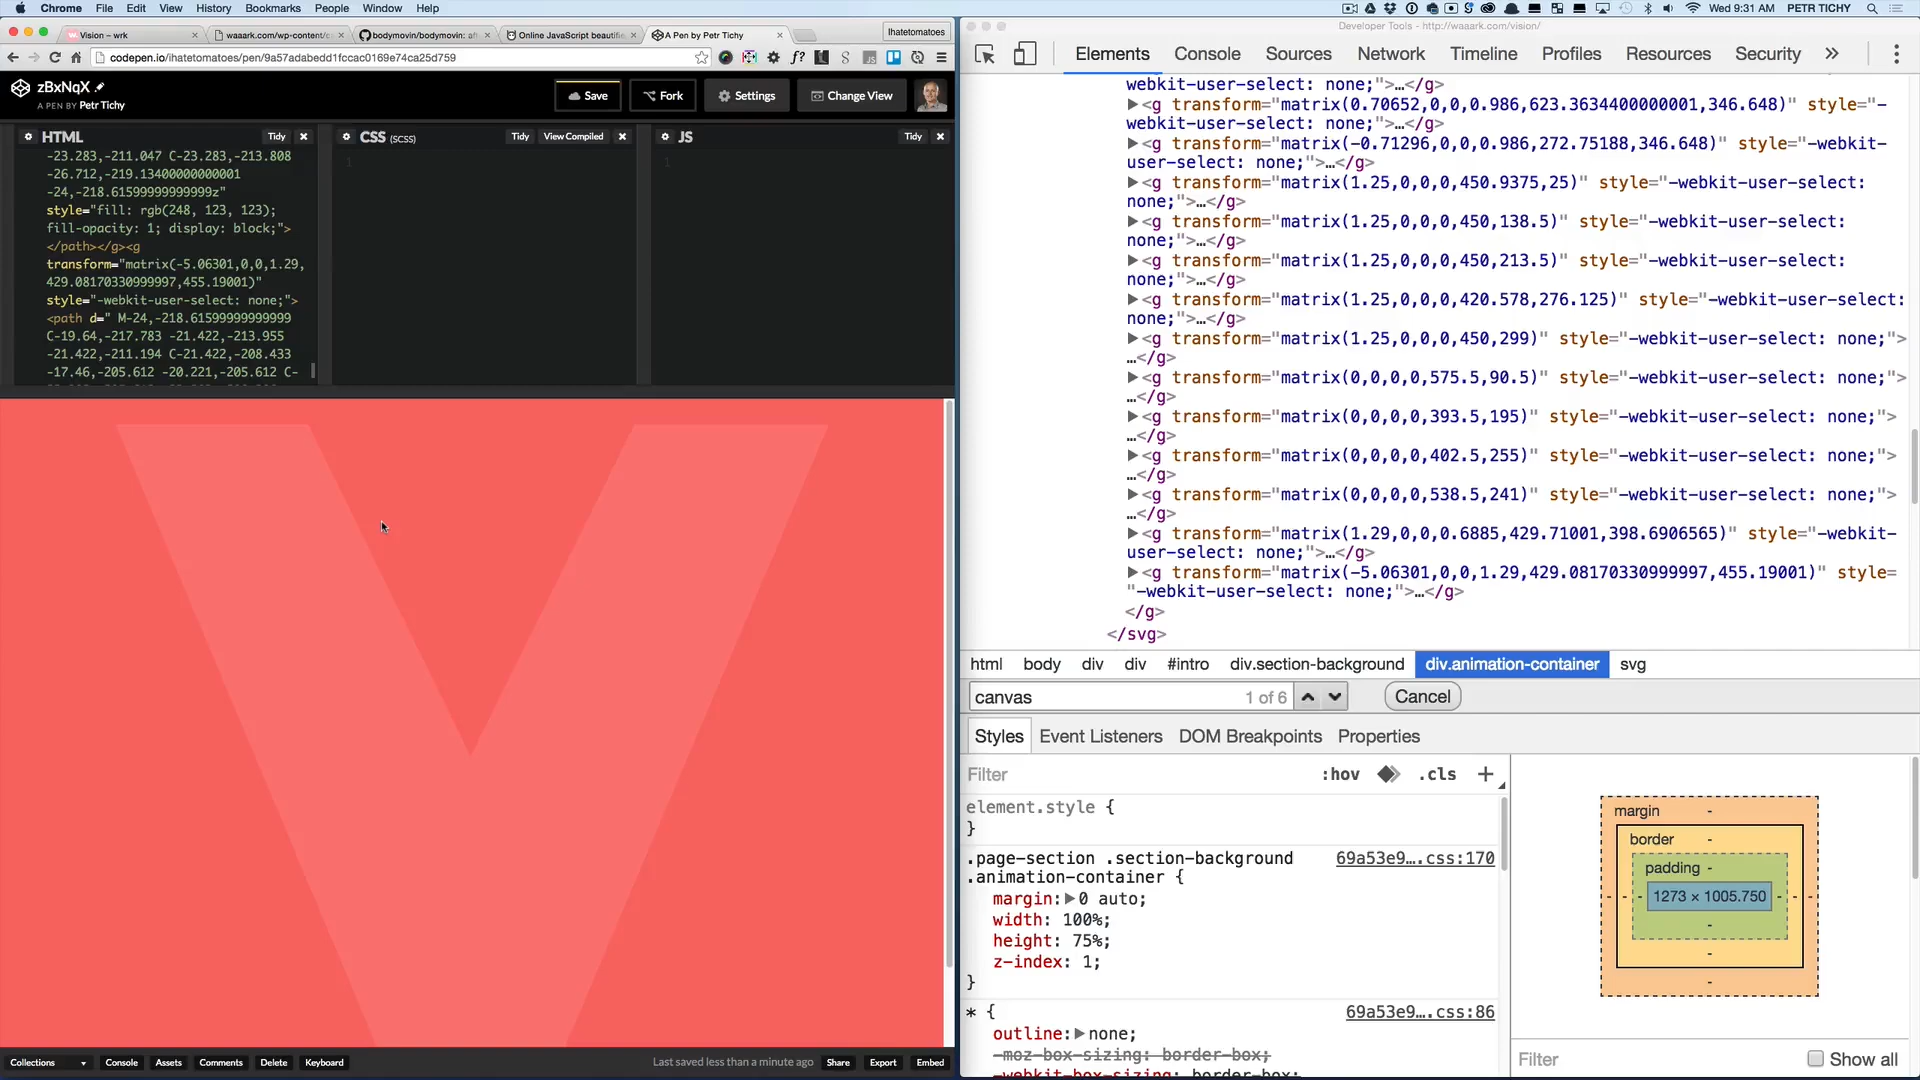 Chrome File Edit View History Bookmarks People Window Help
Wed 9:31 AM PETR TICHY
Vision – wrk
waaark.com/wp-content/c
bodymovin/bodymovin: aft
Online JavaScript beautifie
A Pen by Petr Tichy
Ihatetomatoes
codepen.io/ihatetomatoes/pen/9a57adabedd1fccac0169e74ca25d759
zBxNqX
A PEN BY Petr Tichy
Save
Fork
Settings
Change View
HTML
Tidy
CSS (SCSS)
Tidy
View Compiled
JS
Tidy
-23.283,-211.047 C-23.283,-213.808
-26.712,-219.13400000000001
-24,-218.61599999999999z"
style="fill: rgb(248, 123, 123);
fill-opacity: 1; display: block;">
</path></g><g
transform="matrix(-5.06301,0,0,1.29,
429.08170330999997,455.19001)"
style="-webkit-user-select: none;">
<path d=" M-24,-218.61599999999999
C-19.64,-217.783 -21.422,-213.955
-21.422,-211.194 C-21.422,-208.433
-17.46,-205.612 -20.221,-205.612 C-
1
1
Collections
Console
Assets
Comments
Delete
Keyboard
Last saved less than a minute ago
Share
Export
Embed
Developer Tools - http://waaark.com/vision/
Elements Console Sources Network Timeline Profiles Resources Security »
webkit-user-select: none;">…</g>
<g transform="matrix(0.70652,0,0,0.986,623.3634400000001,346.648)" style="-
webkit-user-select: none;">…</g>
<g transform="matrix(-0.71296,0,0,0.986,272.75188,346.648)" style="-webkit-
user-select: none;">…</g>
<g transform="matrix(1.25,0,0,0,450.9375,25)" style="-webkit-user-select:
none;">…</g>
<g transform="matrix(1.25,0,0,0,450,138.5)" style="-webkit-user-select:
none;">…</g>
<g transform="matrix(1.25,0,0,0,450,213.5)" style="-webkit-user-select:
none;">…</g>
<g transform="matrix(1.25,0,0,0,420.578,276.125)" style="-webkit-user-select:
none;">…</g>
<g transform="matrix(1.25,0,0,0,450,299)" style="-webkit-user-select: none;">
…</g>
<g transform="matrix(0,0,0,0,575.5,90.5)" style="-webkit-user-select: none;">
…</g>
<g transform="matrix(0,0,0,0,393.5,195)" style="-webkit-user-select: none;">
…</g>
<g transform="matrix(0,0,0,0,402.5,255)" style="-webkit-user-select: none;">
…</g>
<g transform="matrix(0,0,0,0,538.5,241)" style="-webkit-user-select: none;">
…</g>
<g transform="matrix(1.29,0,0,0.6885,429.71001,398.6906565)" style="-webkit-
user-select: none;">…</g>
<g transform="matrix(-5.06301,0,0,1.29,429.08170330999997,455.19001)" style=
"-webkit-user-select: none;">…</g>
</g>
</svg>
html body div div #intro div.section-background div.animation-container svg
canvas
1 of 6
Cancel
Styles Event Listeners DOM Breakpoints Properties
Filter
:hov
.cls
+
element.style {
}
.page-section .section-background
69a53e9….css:170
.animation-container {
margin: 0 auto;
width: 100%;
height: 75%;
z-index: 1;
}
* {
69a53e9….css:86
outline: none;
-moz-box-sizing: border-box;
-webkit-box-sizing: border-box;
margin -
border -
padding -
1273 × 1005.750
Filter
Show all